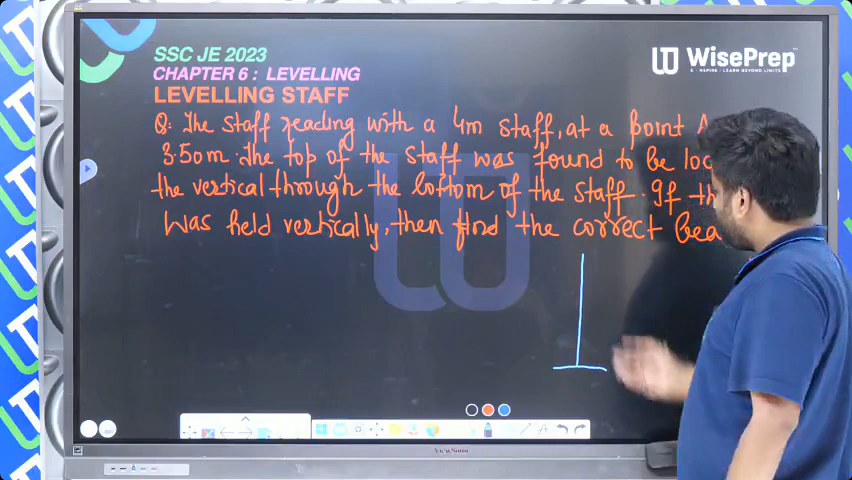 SSC JE 2023
CHAPTER 6 : LEVELLING
LEVELLING STAFF
WisePrep
Q: The staff reading with a 4m staff, at a point A
3.50m. The top of the staff was found to be loc
the vertical through the bottom of the staff. If th
was held vertically, then find the correct
ViewSonic